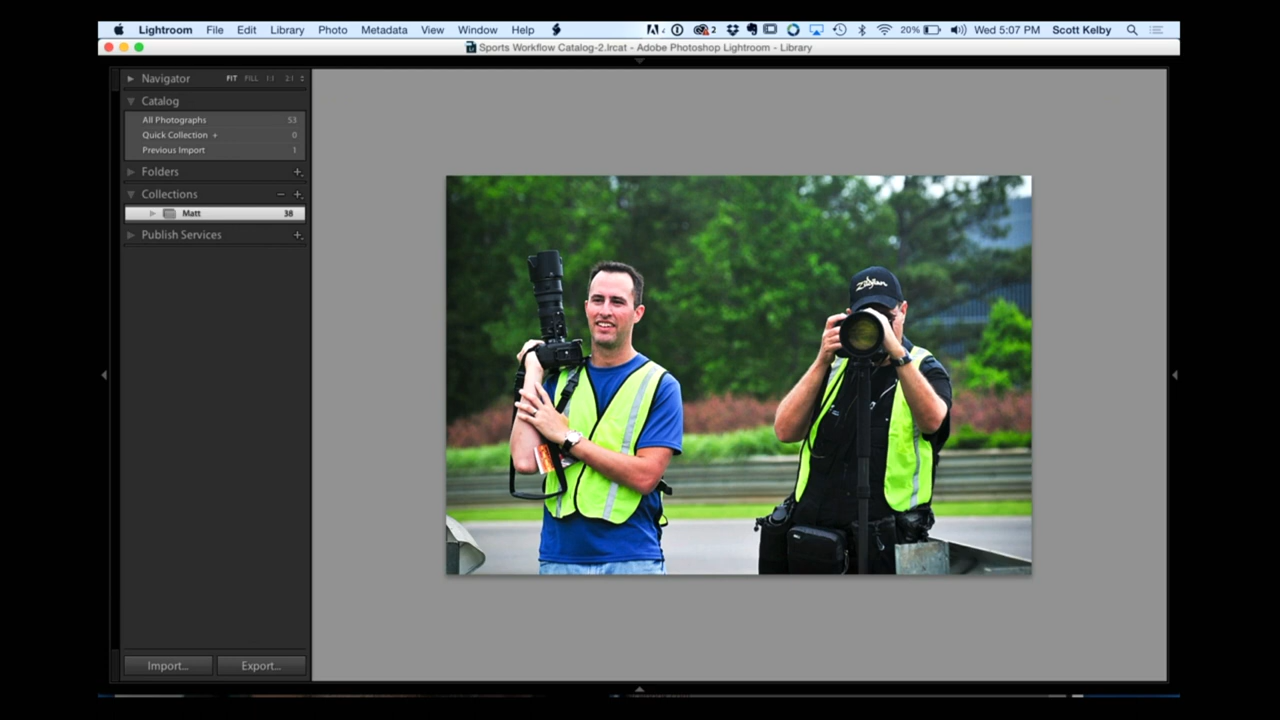 Lightroom File Edit Library Photo Metadata View Window Help 2 20% Wed 5:07 PM Scott Kelby
Sports Workflow Catalog-2.lrcat - Adobe Photoshop Lightroom - Library
Navigator FIT FILL 1:1 2:1
Catalog
All Photographs 53
Quick Collection + 0
Previous Import 1
Folders +
Collections − +
Matt 38
Publish Services +
Import... Export...
Zildjian